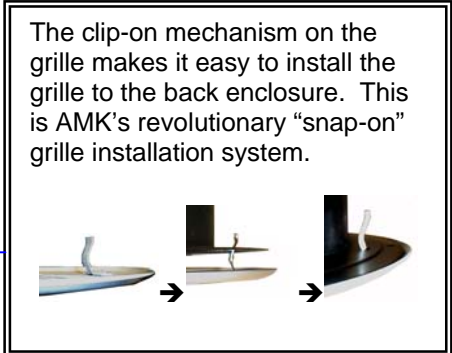 The clip-on mechanism on the
grille makes it easy to install the
grille to the back enclosure.  This
is AMK’s revolutionary “snap-on”
grille installation system.